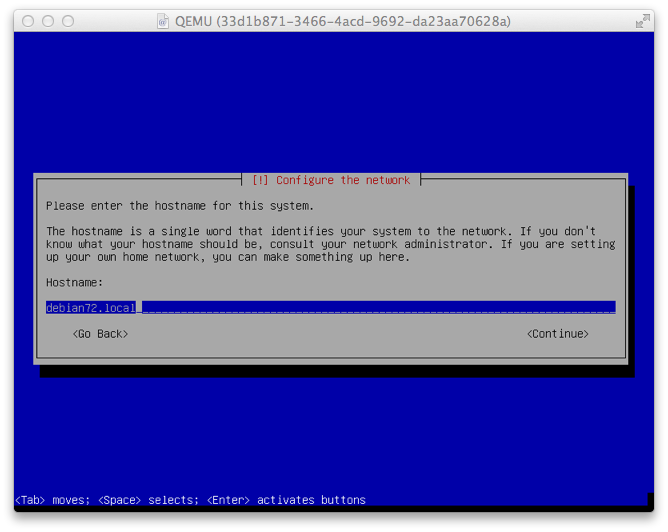 QEMU (33d1b871-3466-4acd-9692-da23aa70628a)
[!] Configure the network
Please enter the hostname for this system.
The hostname is a single word that identifies your system to the network. If you don't
know what your hostname should be, consult your network administrator. If you are setting
up your own home network, you can make something up here.
Hostname:
debian72.local
<Go Back> <Continue>
<Tab> moves; <Space> selects; <Enter> activates buttons